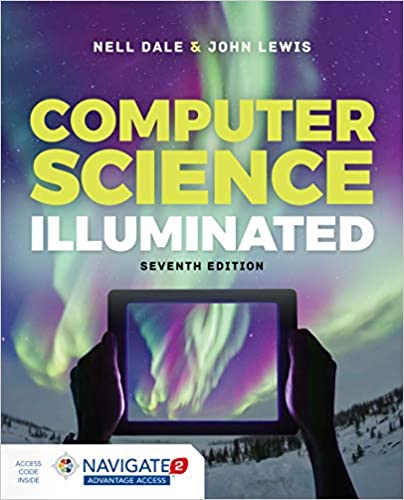 NELL DALE & JOHN LEWIS
COMPUTER
SCIENCE
ILLUMINATED
SEVENTH EDITION
ACCESS
CODE
INSIDE
NAVIGATE 2
ADVANTAGE ACCESS